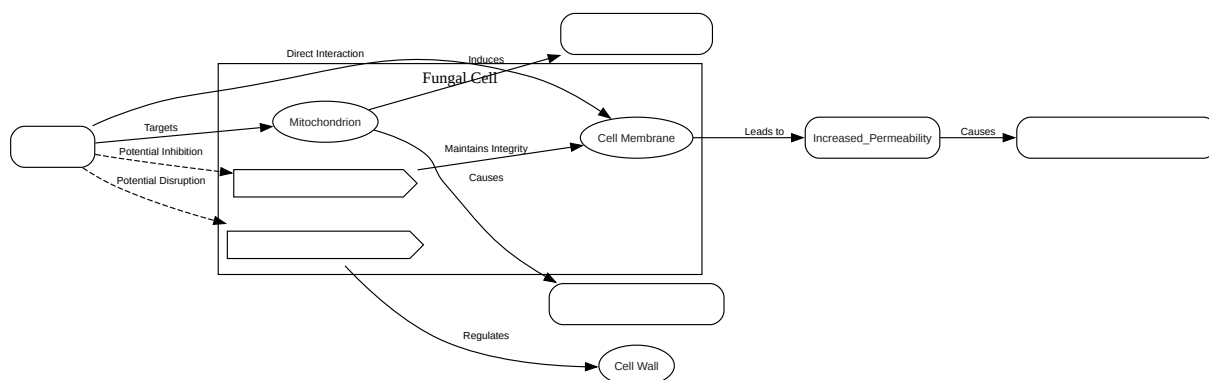 Direct Interaction
Induces
Fungal Cell
Mitochondrion
Targets
Cell Membrane
Leads to
Increased_Permeability
Causes
Potential Inhibition
Maintains Integrity
Potential Disruption
Causes
Regulates
Cell Wall